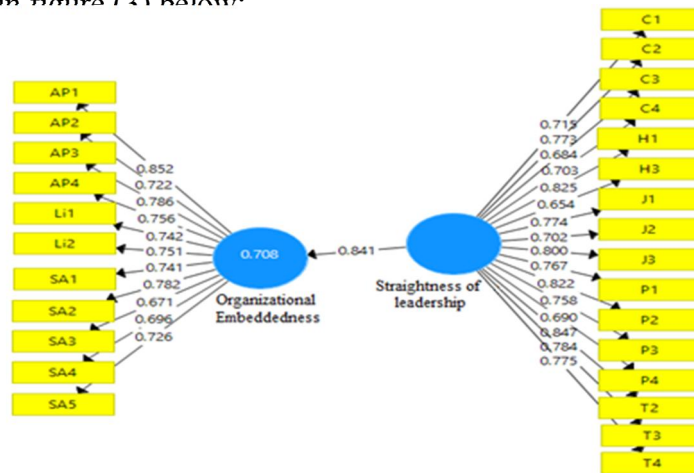 in figure (3) below:
AP1
AP2
AP3
AP4
Li1
Li2
SA1
SA2
SA3
SA4
SA5
0.852
0.722
0.786
0.756
0.742
0.751
0.741
0.782
0.671
0.696
0.726
0.708
Organizational
Embeddedness
0.841
Straightness of
leadership
0.715
0.773
0.684
0.703
0.825
0.654
0.774
0.702
0.800
0.767
0.822
0.758
0.690
0.847
0.784
0.775
C1
C2
C3
C4
H1
H3
J1
J2
J3
P1
P2
P3
P4
T2
T3
T4